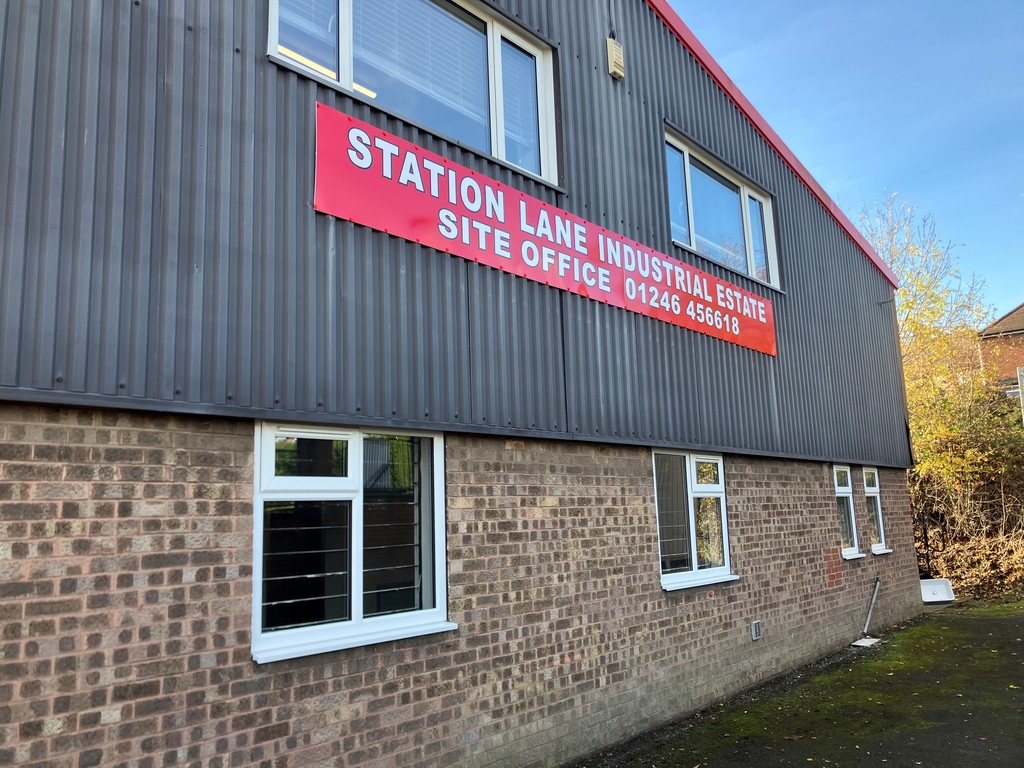 STATION LANE INDUSTRIAL ESTATE
SITE OFFICE 01246 456618